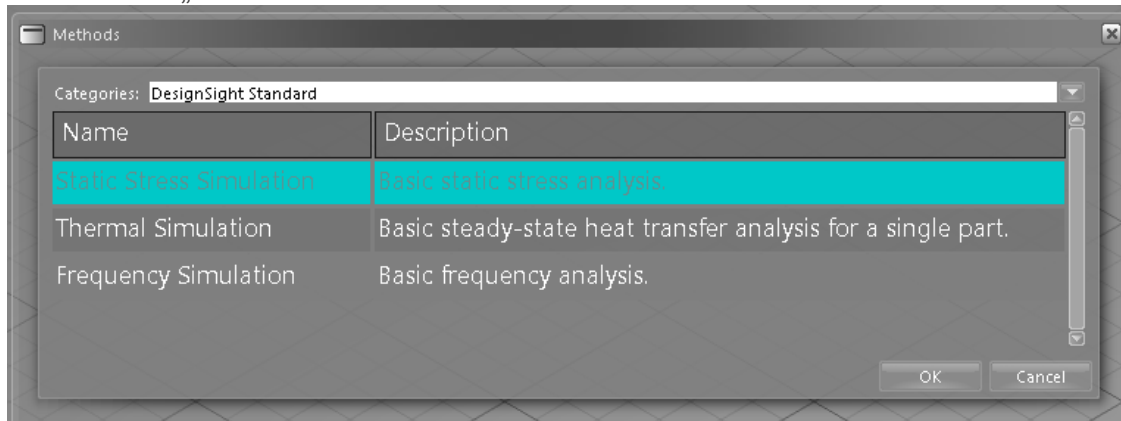 Methods
Categories: DesignSight Standard
Name Description
Static Stress Simulation Basic static stress analysis.
Thermal Simulation Basic steady-state heat transfer analysis for a single part.
Frequency Simulation Basic frequency analysis.
OK Cancel